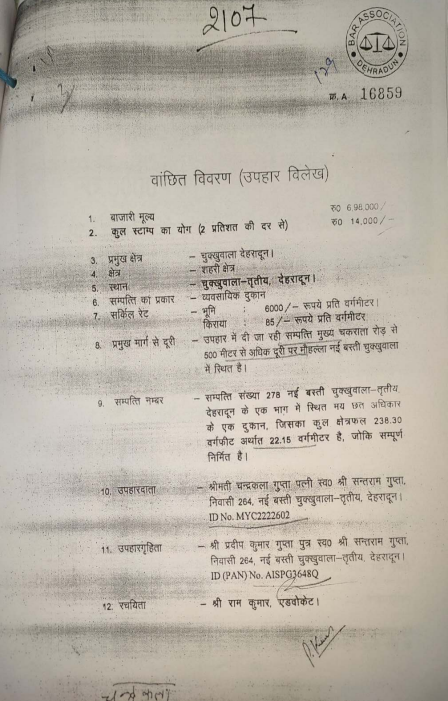 2107
BAR ASSOCIATION
DEHRADUN
129
क्र. A 16859
वांछित विवरण (उपहार विलेख)
1. बाजारी मूल्य रु0 6,98,000/
2. कुल स्टाम्प का योग (2 प्रतिशत की दर से) रु0 14,000/-
3. प्रमुख क्षेत्र – चुक्खुवाला देहरादून।
4. क्षेत्र – शहरी क्षेत्र
5. स्थान – चुक्खुवाला–तृतीय, देहरादून।
6. सम्पत्ति का प्रकार – व्यवसायिक दुकान
7. सर्किल रेट – भूमि : 6000/– रूपये प्रति वर्गमीटर।
किराया : 85/– रूपये प्रति वर्गमीटर
8. प्रमुख मार्ग से दूरी – उपहार में दी जा रही सम्पत्ति मुख्य चकराता रोड़ से
500 मीटर से अधिक दूरी पर मौहल्ला नई बस्ती चुक्खुवाला
में स्थित है।
9. सम्पत्ति नम्बर – सम्पत्ति संख्या 278 नई बस्ती चुक्खुवाला–तृतीय
देहरादून के एक भाग में स्थित मय छत अधिकार
के एक दुकान, जिसका कुल क्षेत्रफल 238.30
वर्गफीट अर्थात 22.15 वर्गमीटर है, जोकि सम्पूर्ण
निर्मित है।
10. उपहारदाता – श्रीमती चन्द्रकला गुप्ता पत्नी स्व0 श्री सन्तराम गुप्ता,
निवासी 264, नई बस्ती चुक्खुवाला–तृतीय, देहरादून।
ID No. MYC2222602
11. उपहारगृहिता – श्री प्रदीप कुमार गुप्ता पुत्र स्व0 श्री सन्तराम गुप्ता,
निवासी 264, नई बस्ती चुक्खुवाला–तृतीय, देहरादून।
ID (PAN) No. AISPG3648Q
12. रचयिता – श्री राम कुमार, एडवोकेट।